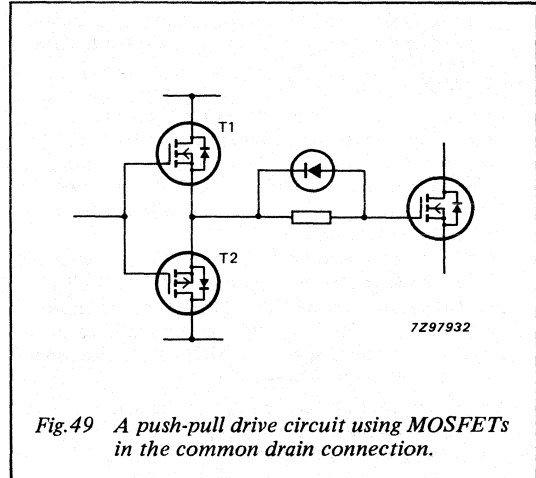 T1
T2
7Z97932
Fig.49 A push-pull drive circuit using MOSFETs
in the common drain connection.